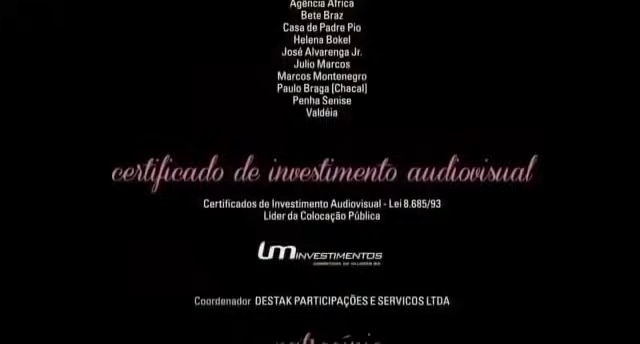 Agência África
Bete Braz
Casa de Padre Pio
Helena Bokel
José Alvarenga Jr.
Julio Marcos
Marcos Montenegro
Paulo Braga (Chacal)
Penha Senise
Valdéia
certificado de investimento audiovisual
Certificados de Investimento Audiovisual - Lei 8.685/93
Líder da Colocação Pública
um INVESTIMENTOS
Coordenador DESTAK PARTICIPAÇÕES E SERVICOS LTDA